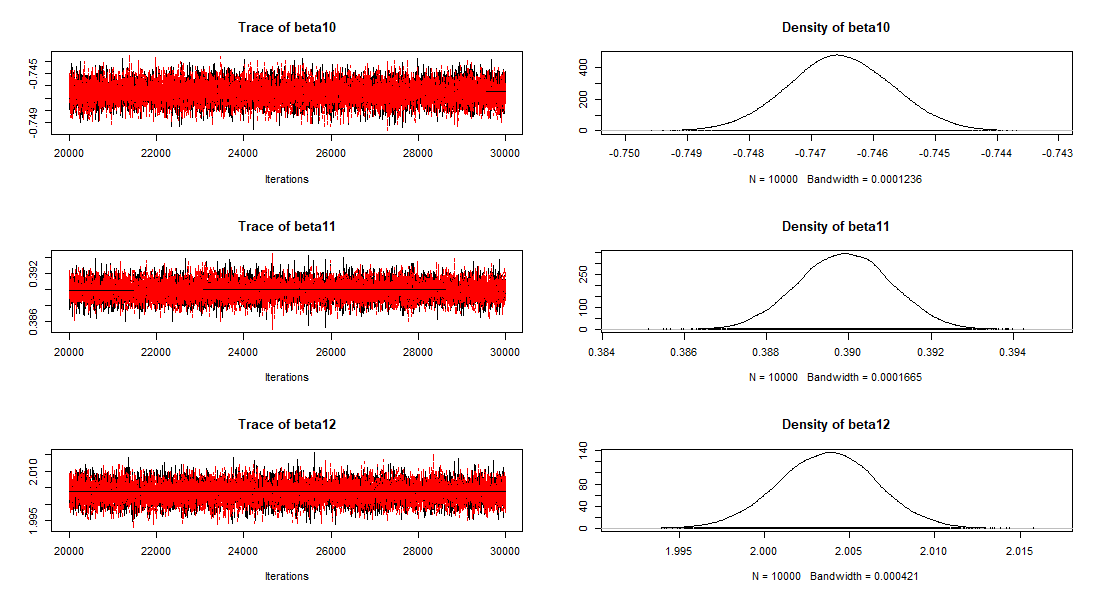 Trace of beta10
-0.749 -0.745
20000 22000 24000 26000 28000 30000
Iterations
Density of beta10
0 200 400
-0.750 -0.749 -0.748 -0.747 -0.746 -0.745 -0.744 -0.743
N = 10000 Bandwidth = 0.0001236
Trace of beta11
0.386 0.392
20000 22000 24000 26000 28000 30000
Iterations
Density of beta11
0 100 250
0.384 0.386 0.388 0.390 0.392 0.394
N = 10000 Bandwidth = 0.0001665
Trace of beta12
1.995 2.010
20000 22000 24000 26000 28000 30000
Iterations
Density of beta12
0 40 80 140
1.995 2.000 2.005 2.010 2.015
N = 10000 Bandwidth = 0.000421